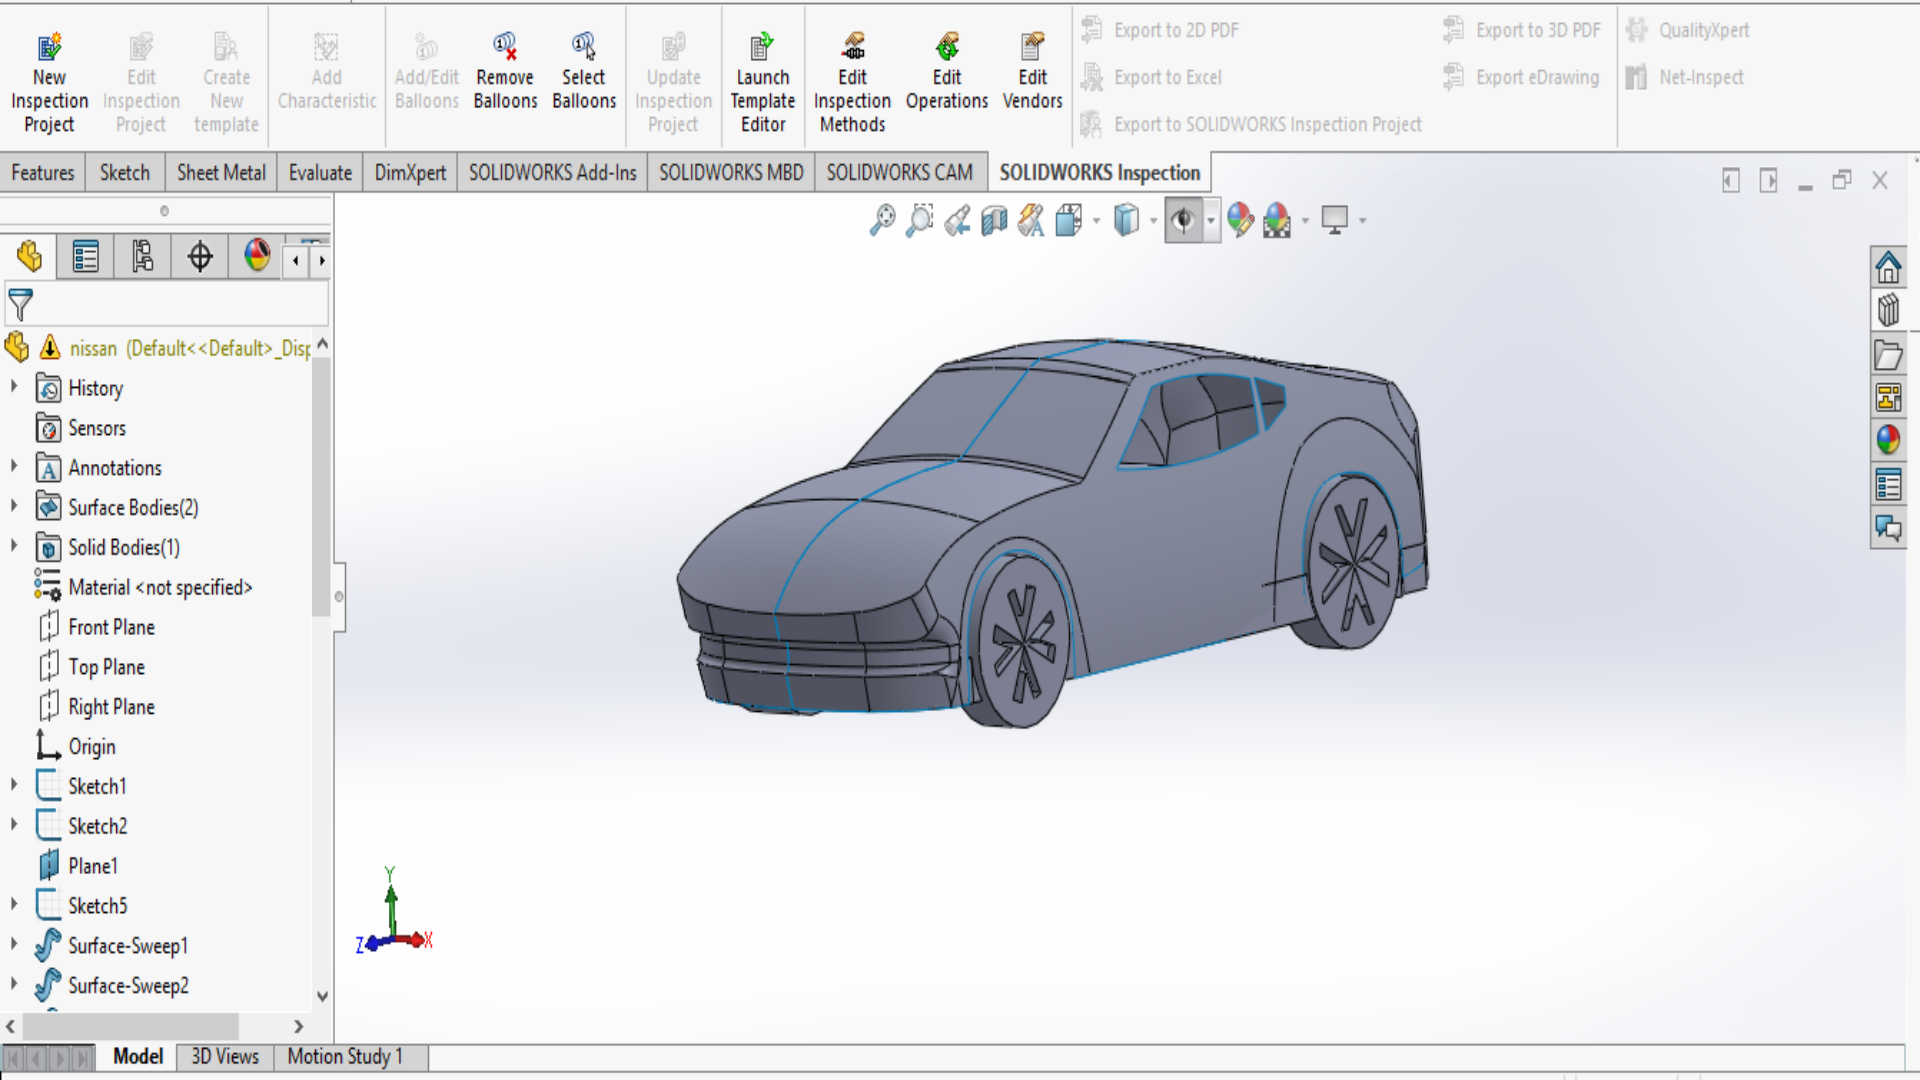 New Inspection Project
Edit Inspection Project
Create New template
Add Characteristic
Add/Edit Balloons
Remove Balloons
Select Balloons
Update Inspection Project
Launch Template Editor
Edit Inspection Methods
Edit Operations
Edit Vendors
Export to 2D PDF
Export to Excel
Export to SOLIDWORKS Inspection Project
Export to 3D PDF
Export eDrawing
QualityXpert
Net-Inspect
Features
Sketch
Sheet Metal
Evaluate
DimXpert
SOLIDWORKS Add-Ins
SOLIDWORKS MBD
SOLIDWORKS CAM
SOLIDWORKS Inspection
nissan (Default<<Default>_Disp
History
Sensors
Annotations
Surface Bodies(2)
Solid Bodies(1)
Material <not specified>
Front Plane
Top Plane
Right Plane
Origin
Sketch1
Sketch2
Plane1
Sketch5
Surface-Sweep1
Surface-Sweep2
Y
Z
X
Model
3D Views
Motion Study 1